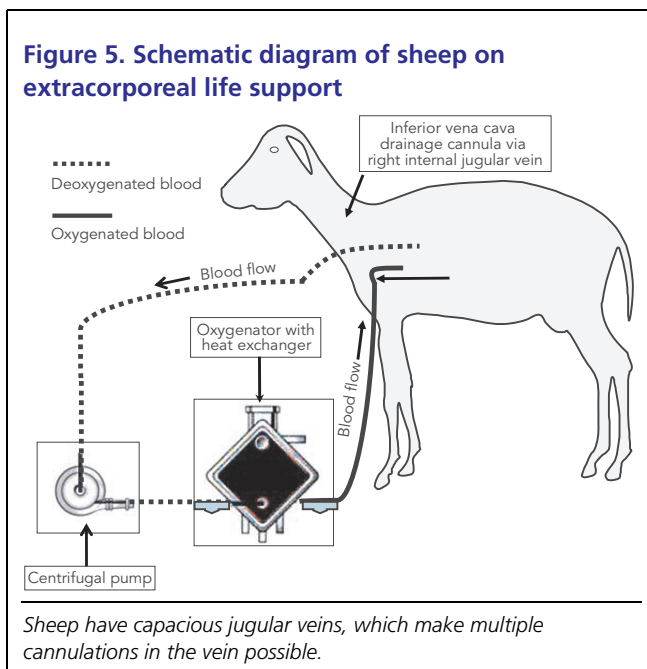 Figure 5. Schematic diagram of sheep on
extracorporeal life support
Inferior vena cava
drainage cannula via
right internal jugular vein
Deoxygenated blood
Oxygenated blood
Blood flow
Oxygenator with
heat exchanger
Blood flow
Centrifugal pump
Sheep have capacious jugular veins, which make multiple
cannulations in the vein possible.